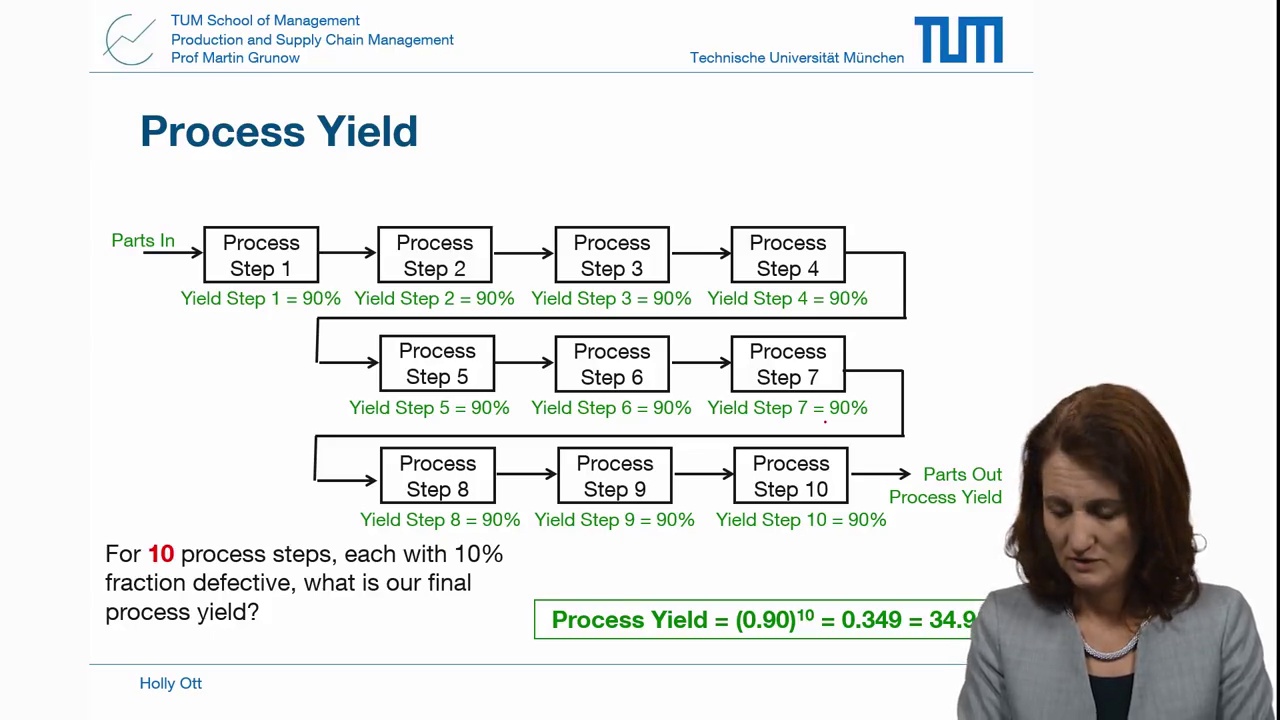 TUM School of Management
Production and Supply Chain Management
Prof Martin Grunow
Technische Universität München
TUM
Process Yield
Parts In
Process
Step 1
Process
Step 2
Process
Step 3
Process
Step 4
Yield Step 1 = 90%
Yield Step 2 = 90%
Yield Step 3 = 90%
Yield Step 4 = 90%
Process
Step 5
Process
Step 6
Process
Step 7
Yield Step 5 = 90%
Yield Step 6 = 90%
Yield Step 7 = 90%
Process
Step 8
Process
Step 9
Process
Step 10
Parts Out
Process Yield
Yield Step 8 = 90%
Yield Step 9 = 90%
Yield Step 10 = 90%
For 10 process steps, each with 10%
fraction defective, what is our final
process yield?
Process Yield = (0.90)¹⁰ = 0.349 = 34.9
Holly Ott